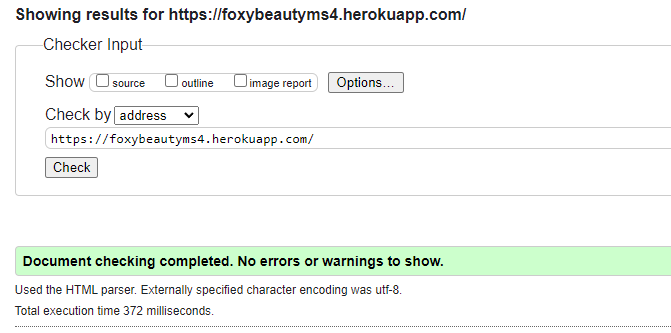 Showing results for https://foxybeautyms4.herokuapp.com/
Checker Input
Show source outline image report Options...
Check by address
https://foxybeautyms4.herokuapp.com/
Check
Document checking completed. No errors or warnings to show.
Used the HTML parser. Externally specified character encoding was utf-8.
Total execution time 372 milliseconds.